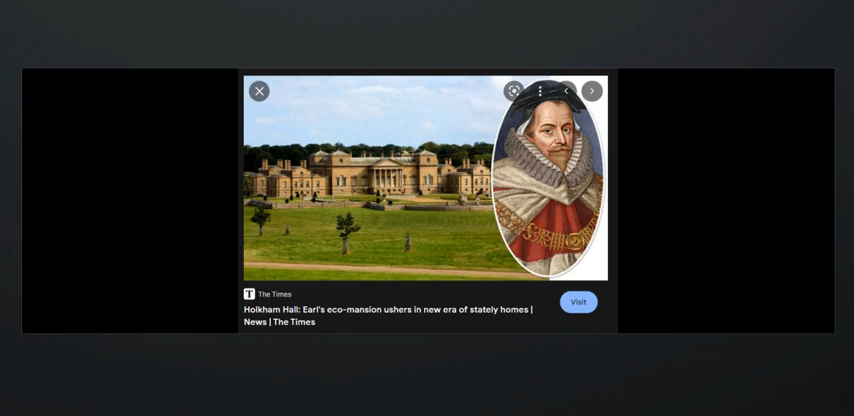 T The Times
Holkham Hall: Earl's eco-mansion ushers in new era of stately homes |
News | The Times
Visit